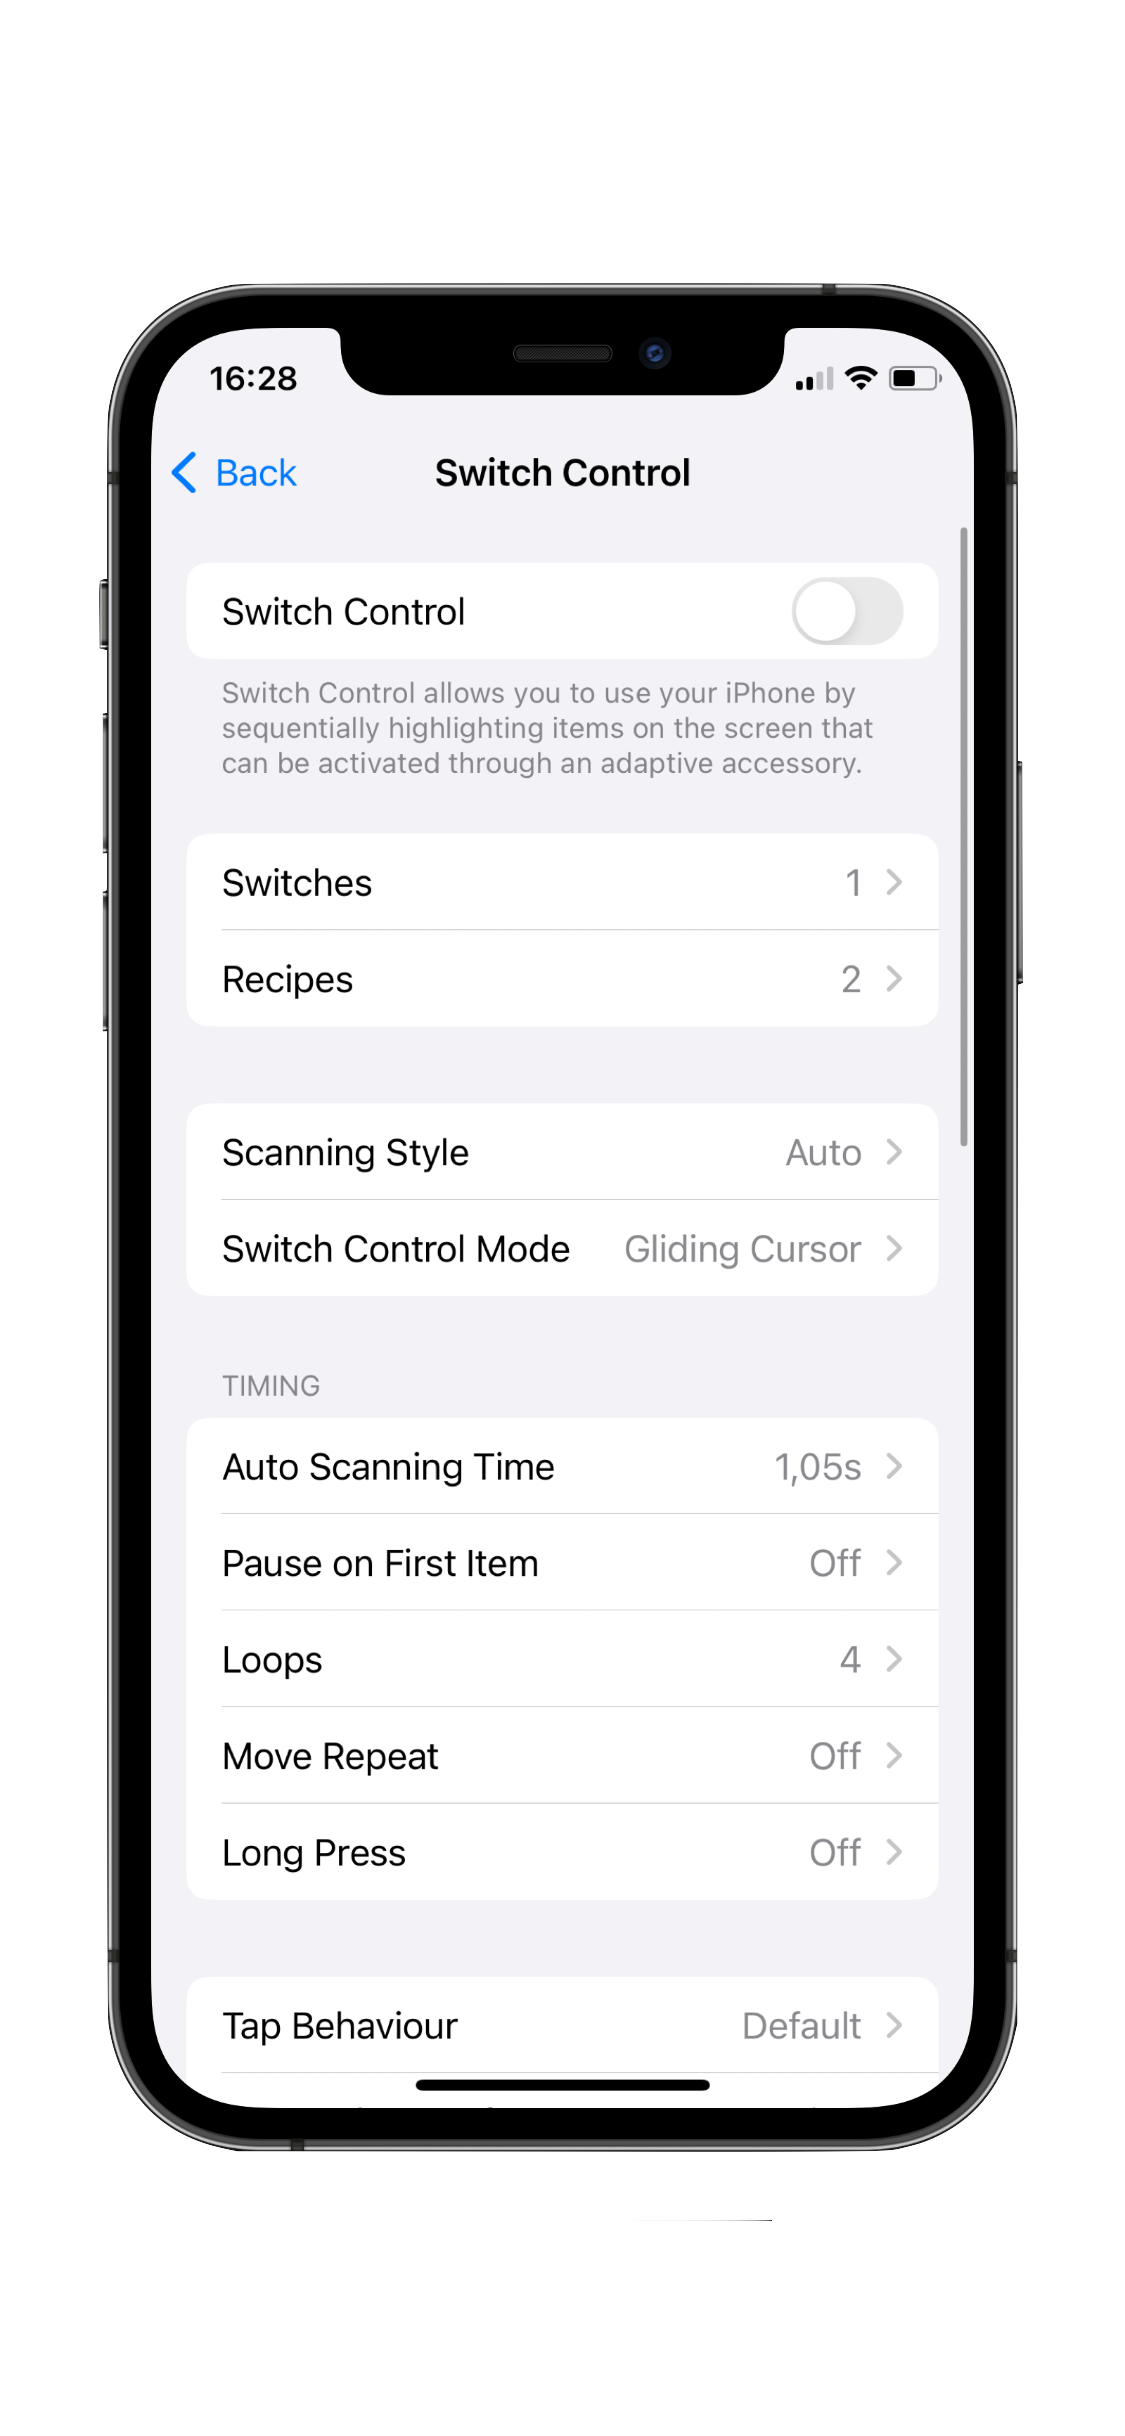 16:28
Back
Switch Control
Switch Control
Switch Control allows you to use your iPhone by
sequentially highlighting items on the screen that
can be activated through an adaptive accessory.
Switches 1
Recipes 2
Scanning Style Auto
Switch Control Mode Gliding Cursor
TIMING
Auto Scanning Time 1,05s
Pause on First Item Off
Loops 4
Move Repeat Off
Long Press Off
Tap Behaviour Default